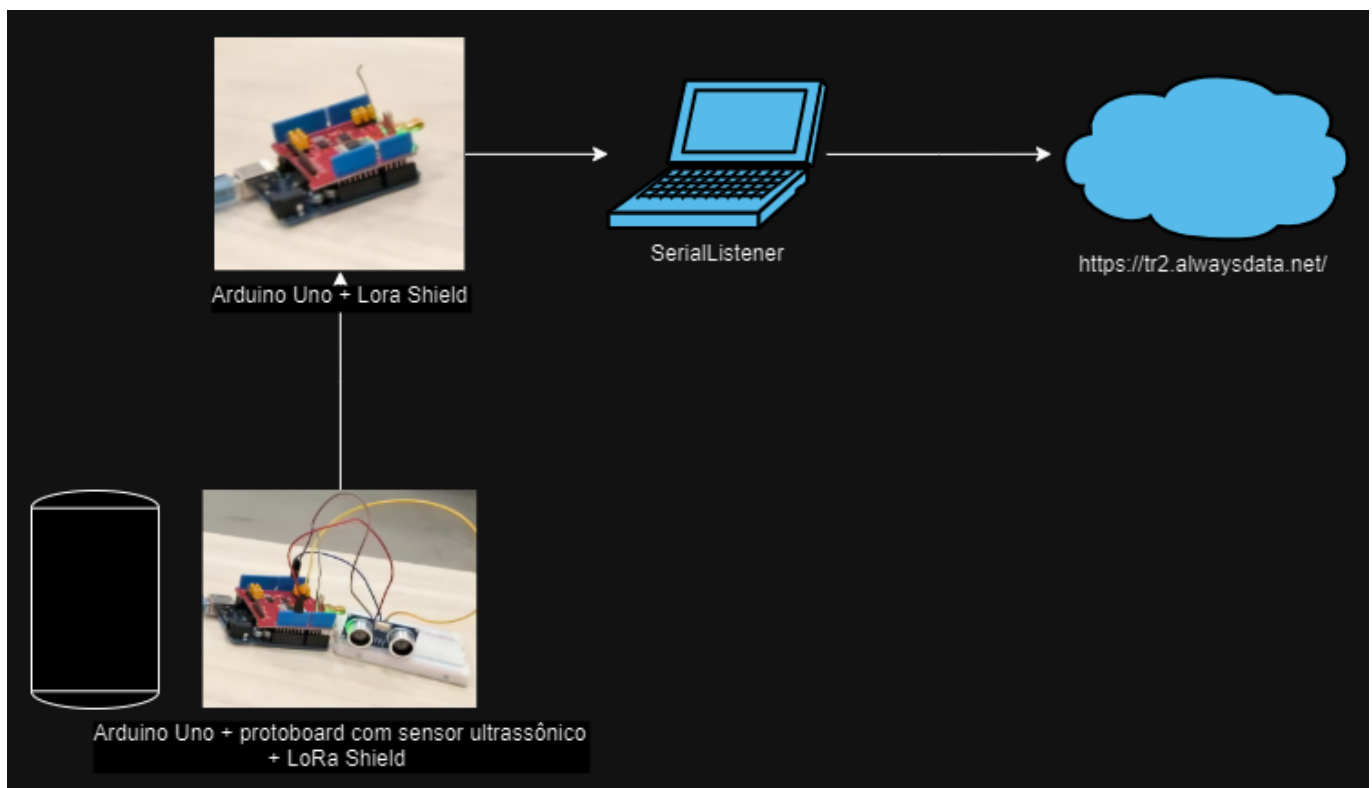 Arduino Uno + Lora Shield
SerialListener
https://tr2.alwaysdata.net/
Arduino Uno + protoboard com sensor ultrassônico
+ LoRa Shield